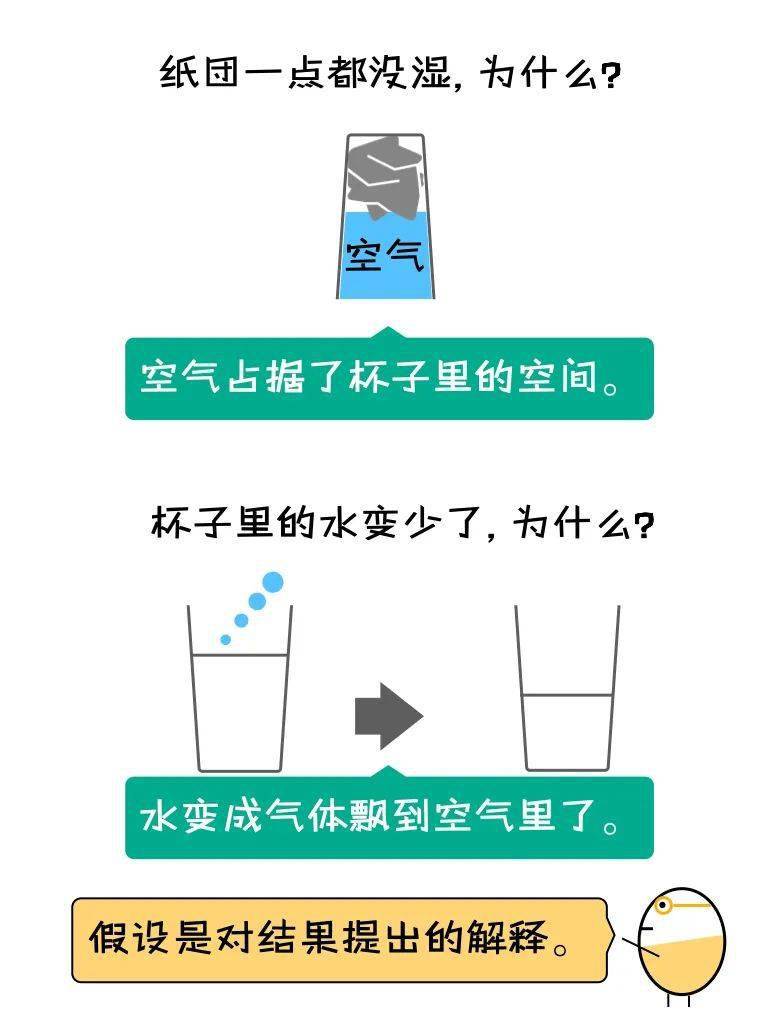 纸团一点都没湿，为什么？
空气
空气占据了杯子里的空间。
杯子里的水变少了，为什么？
水变成气体飘到空气里了。
假设是对结果提出的解释。